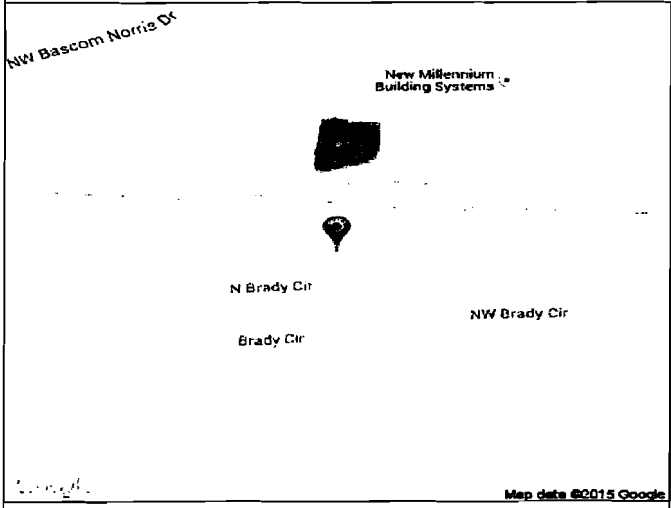 NW Bascom Norris Dr
New Millennium
Building Systems
N Brady Cir
NW Brady Cir
Brady Cir
Map data ©2015 Google